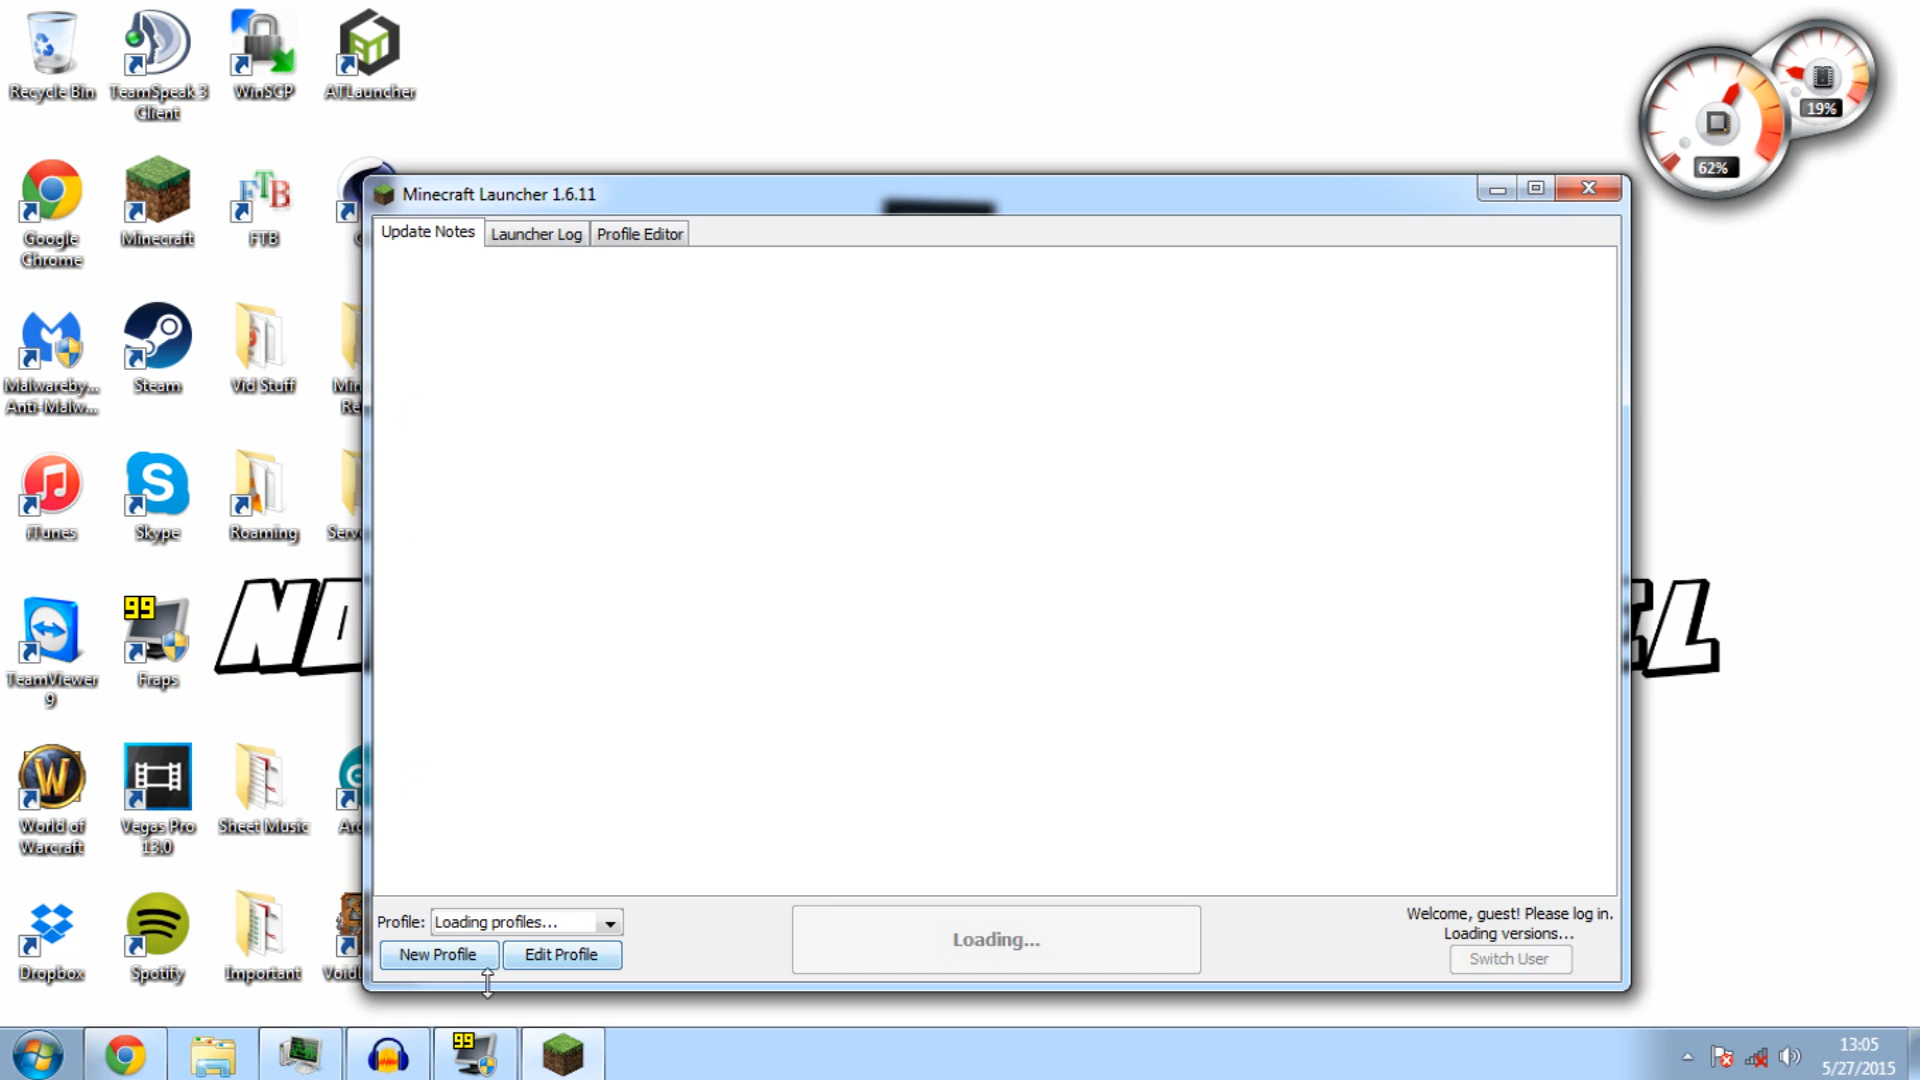 Recycle Bin
TeamSpeak 3
Client
WinSCP
ATLauncher
19%
62%
Google
Chrome
Minecraft
FTB
Minecraft Launcher 1.6.11
Update Notes
Launcher Log
Profile Editor
Malwareby...
Anti-Malw...
Steam
Vid Stuff
iTunes
Skype
Roaming
TeamViewer
9
99
Fraps
World of
Warcraft
Vegas Pro
13.0
Sheet Music
Dropbox
Spotify
Important
Profile:
Loading profiles...
New Profile
Edit Profile
Loading...
Welcome, guest! Please log in.
Loading versions...
Switch User
99
13:05
5/27/2015